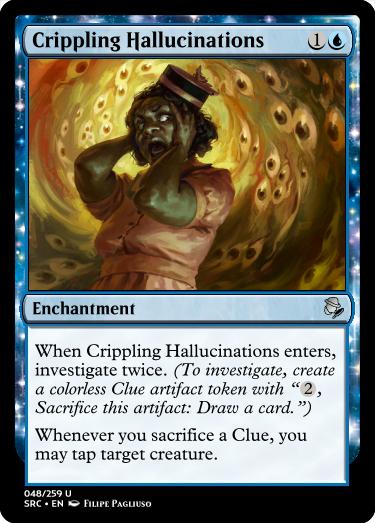 Crippling Hallucinations 1
Enchantment
When Crippling Hallucinations enters,
investigate twice. (To investigate, create
a colorless Clue artifact token with “2,
Sacrifice this artifact: Draw a card.”)
Whenever you sacrifice a Clue, you
may tap target creature.
048/259 U
SRC • EN Filipe Pagliuso